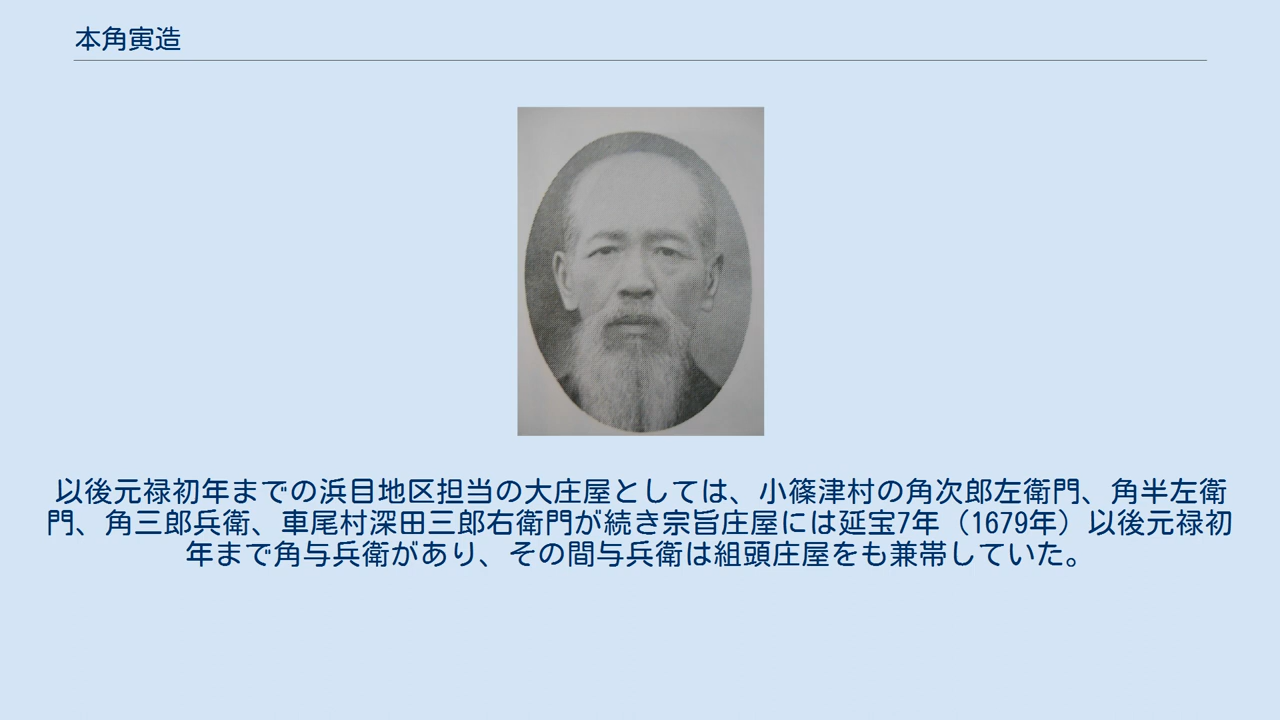 本角寅造
以後元禄初年までの浜目地区担当の大庄屋としては、小篠津村の角次郎左衛門、角半左衛
門、角三郎兵衛、車尾村深田三郎右衛門が続き宗旨庄屋には延宝7年（1679年）以後元禄初
年まで角与兵衛があり、その間与兵衛は組頭庄屋をも兼帯していた。